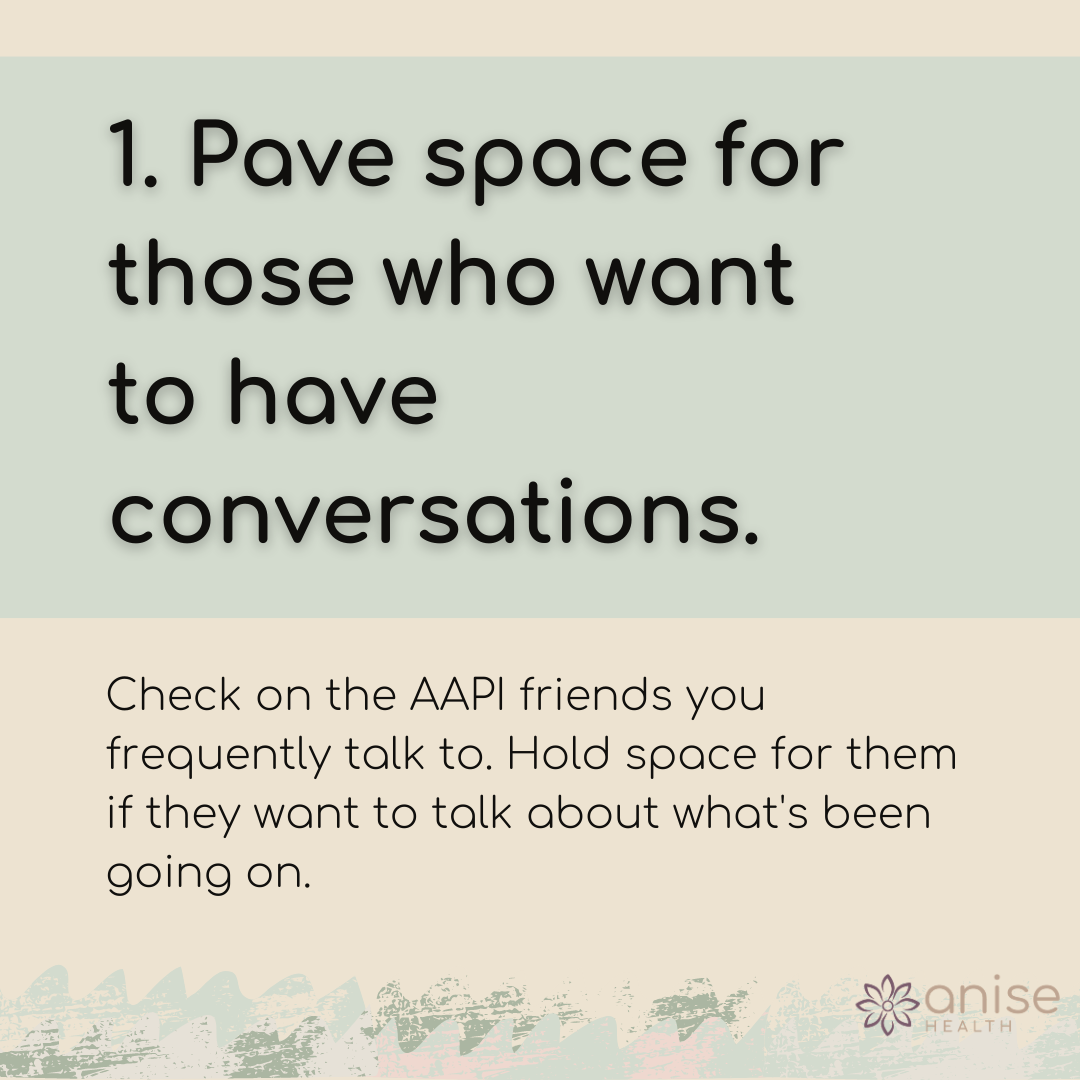 1. Pave space for
those who want
to have
conversations.
Check on the AAPI friends you
frequently talk to. Hold space for them
if they want to talk about what's been
going on.
anise
HEALTH